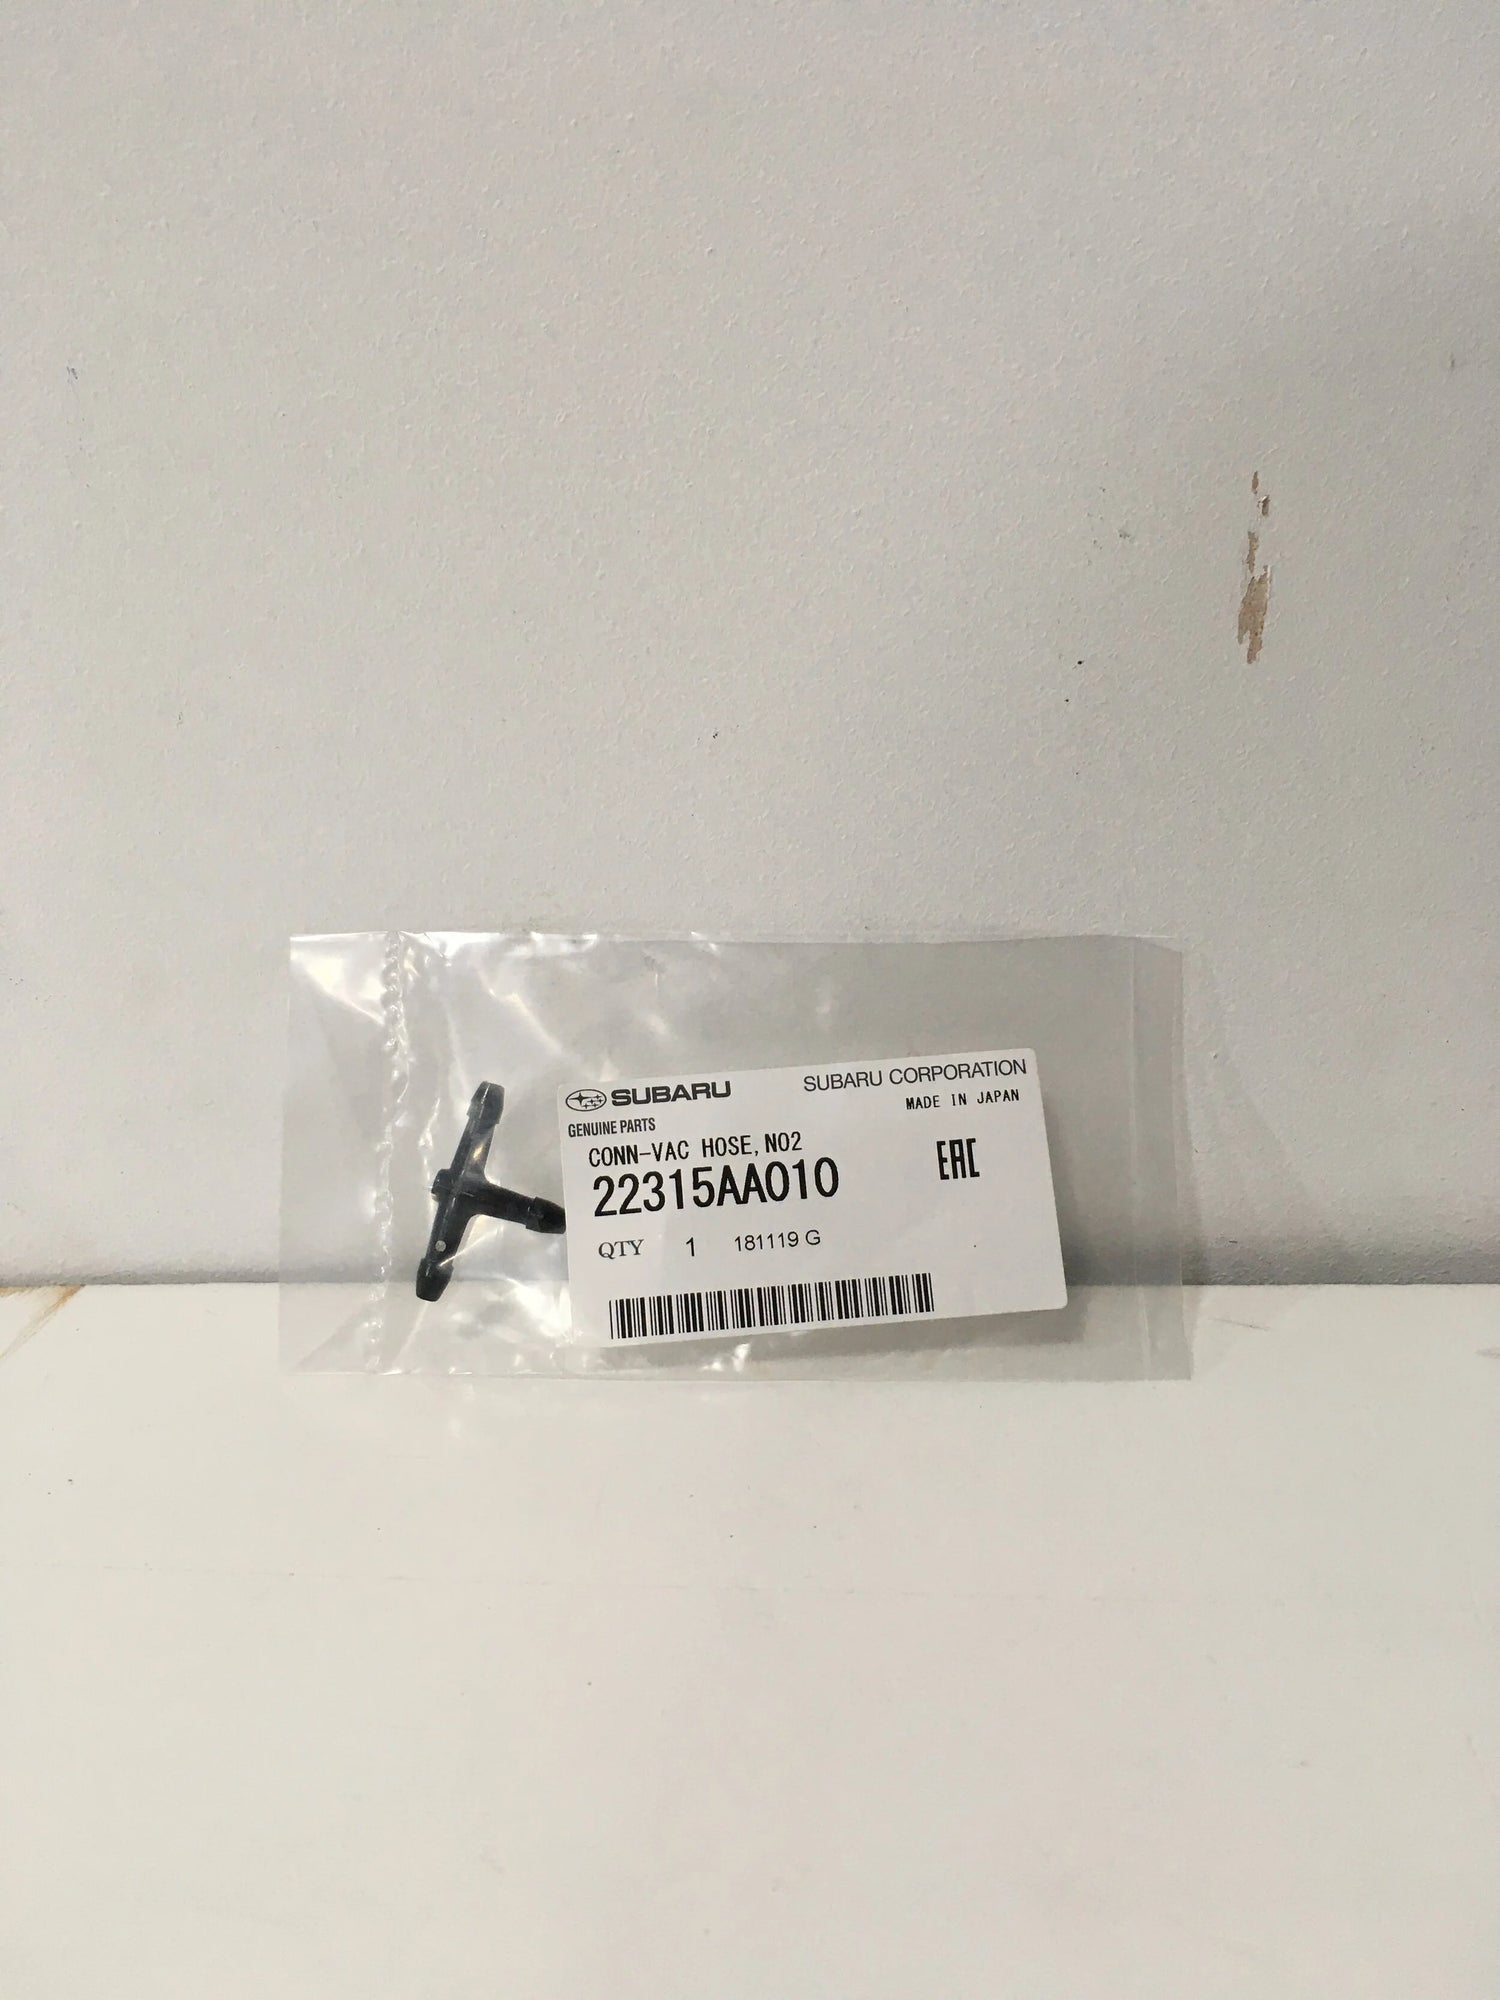 SUBARU
SUBARU CORPORATION
MADE IN JAPAN
GENUINE PARTS
CONN-VAC HOSE, NO2
22315AA010
EAC
QTY 1 181119 G